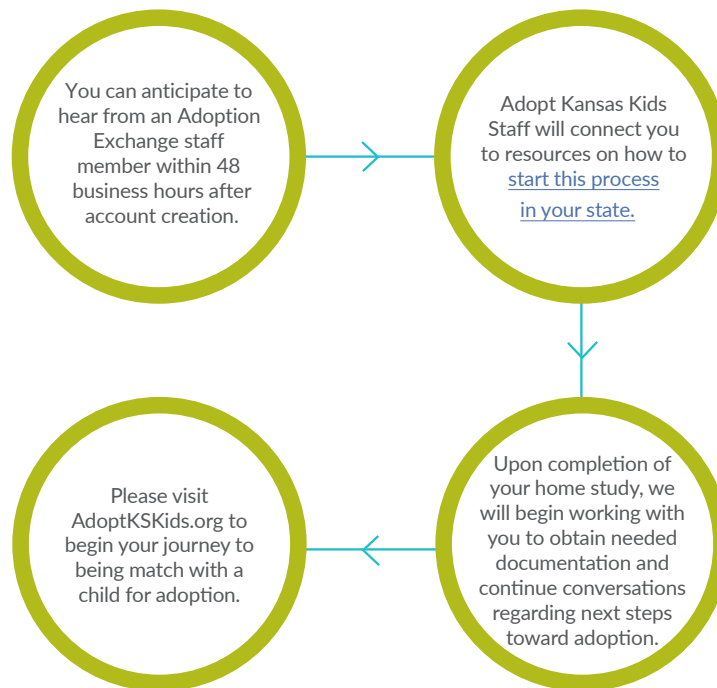 You can anticipate to
hear from an Adoption
Exchange staff
member within 48
business hours after
account creation.
Adopt Kansas Kids
Staff will connect you
to resources on how to
start this process
in your state.
Upon completion of
your home study, we
will begin working with
you to obtain needed
documentation and
continue conversations
regarding next steps
toward adoption.
Please visit
AdoptKSKids.org to
begin your journey to
being match with a
child for adoption.